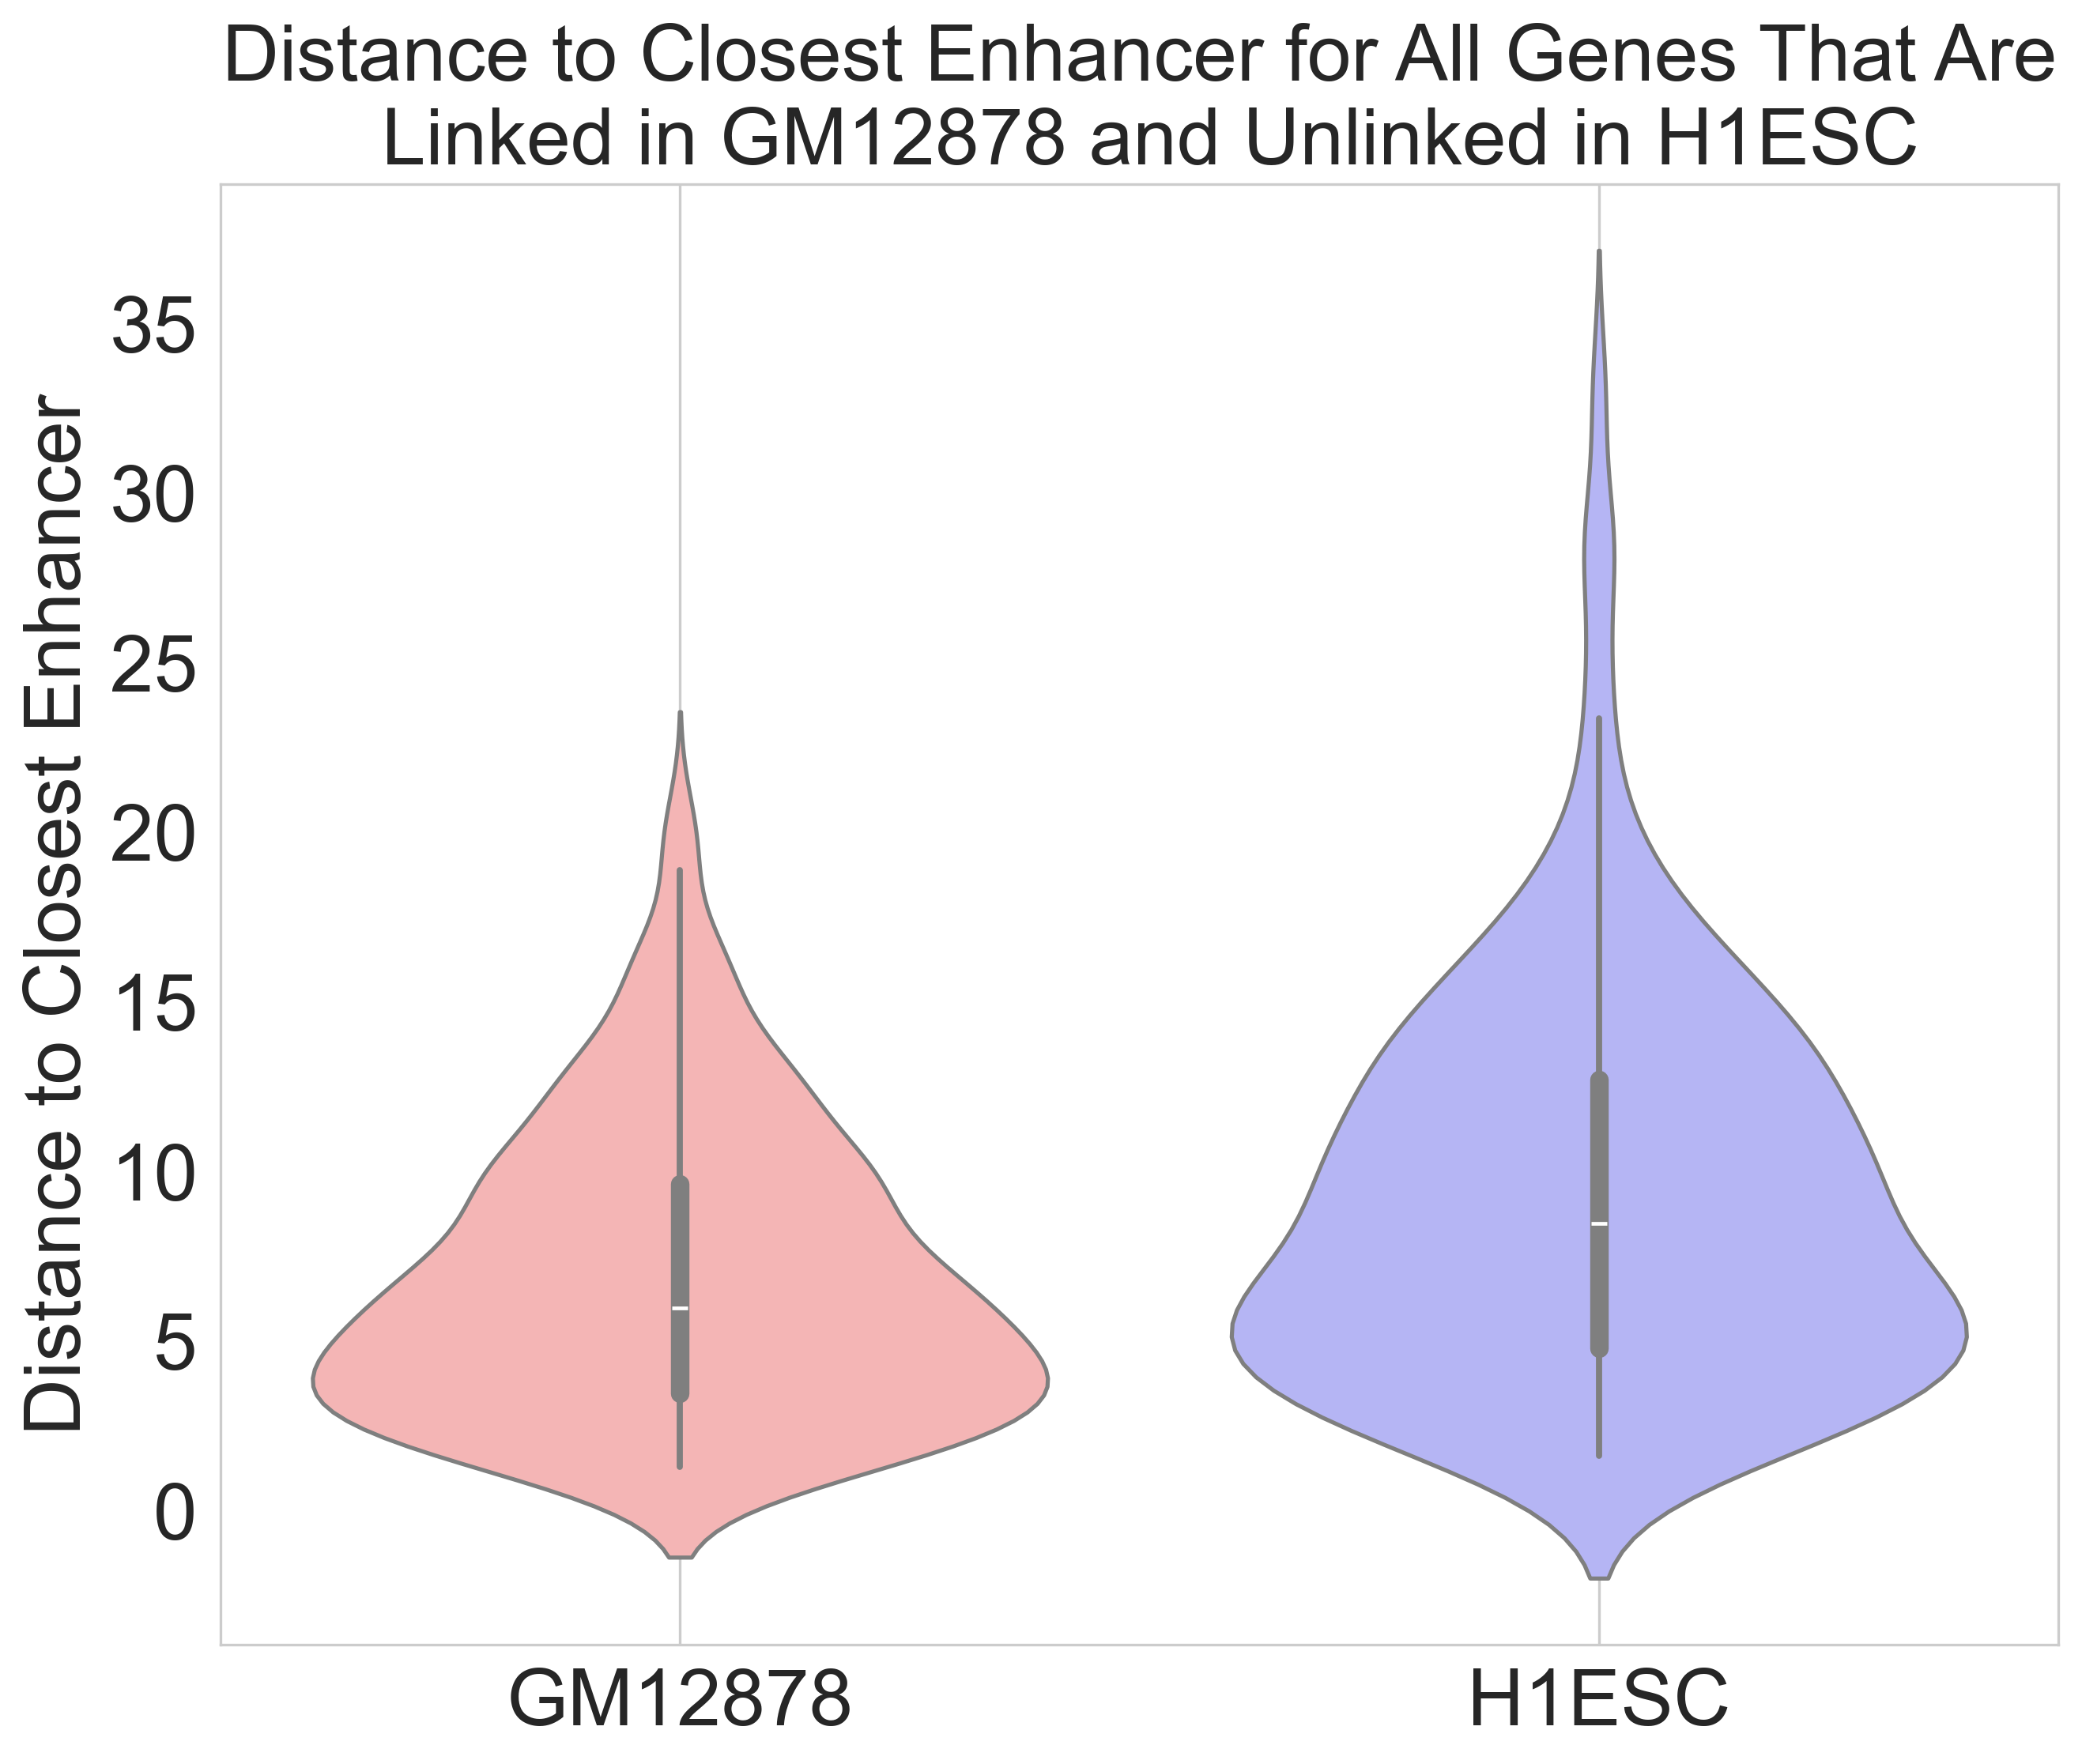 Distance to Closest Enhancer for All Genes That Are
Linked in GM12878 and Unlinked in H1ESC
Distance to Closest Enhancer
35
30
25
20
15
10
5
0
GM12878
H1ESC